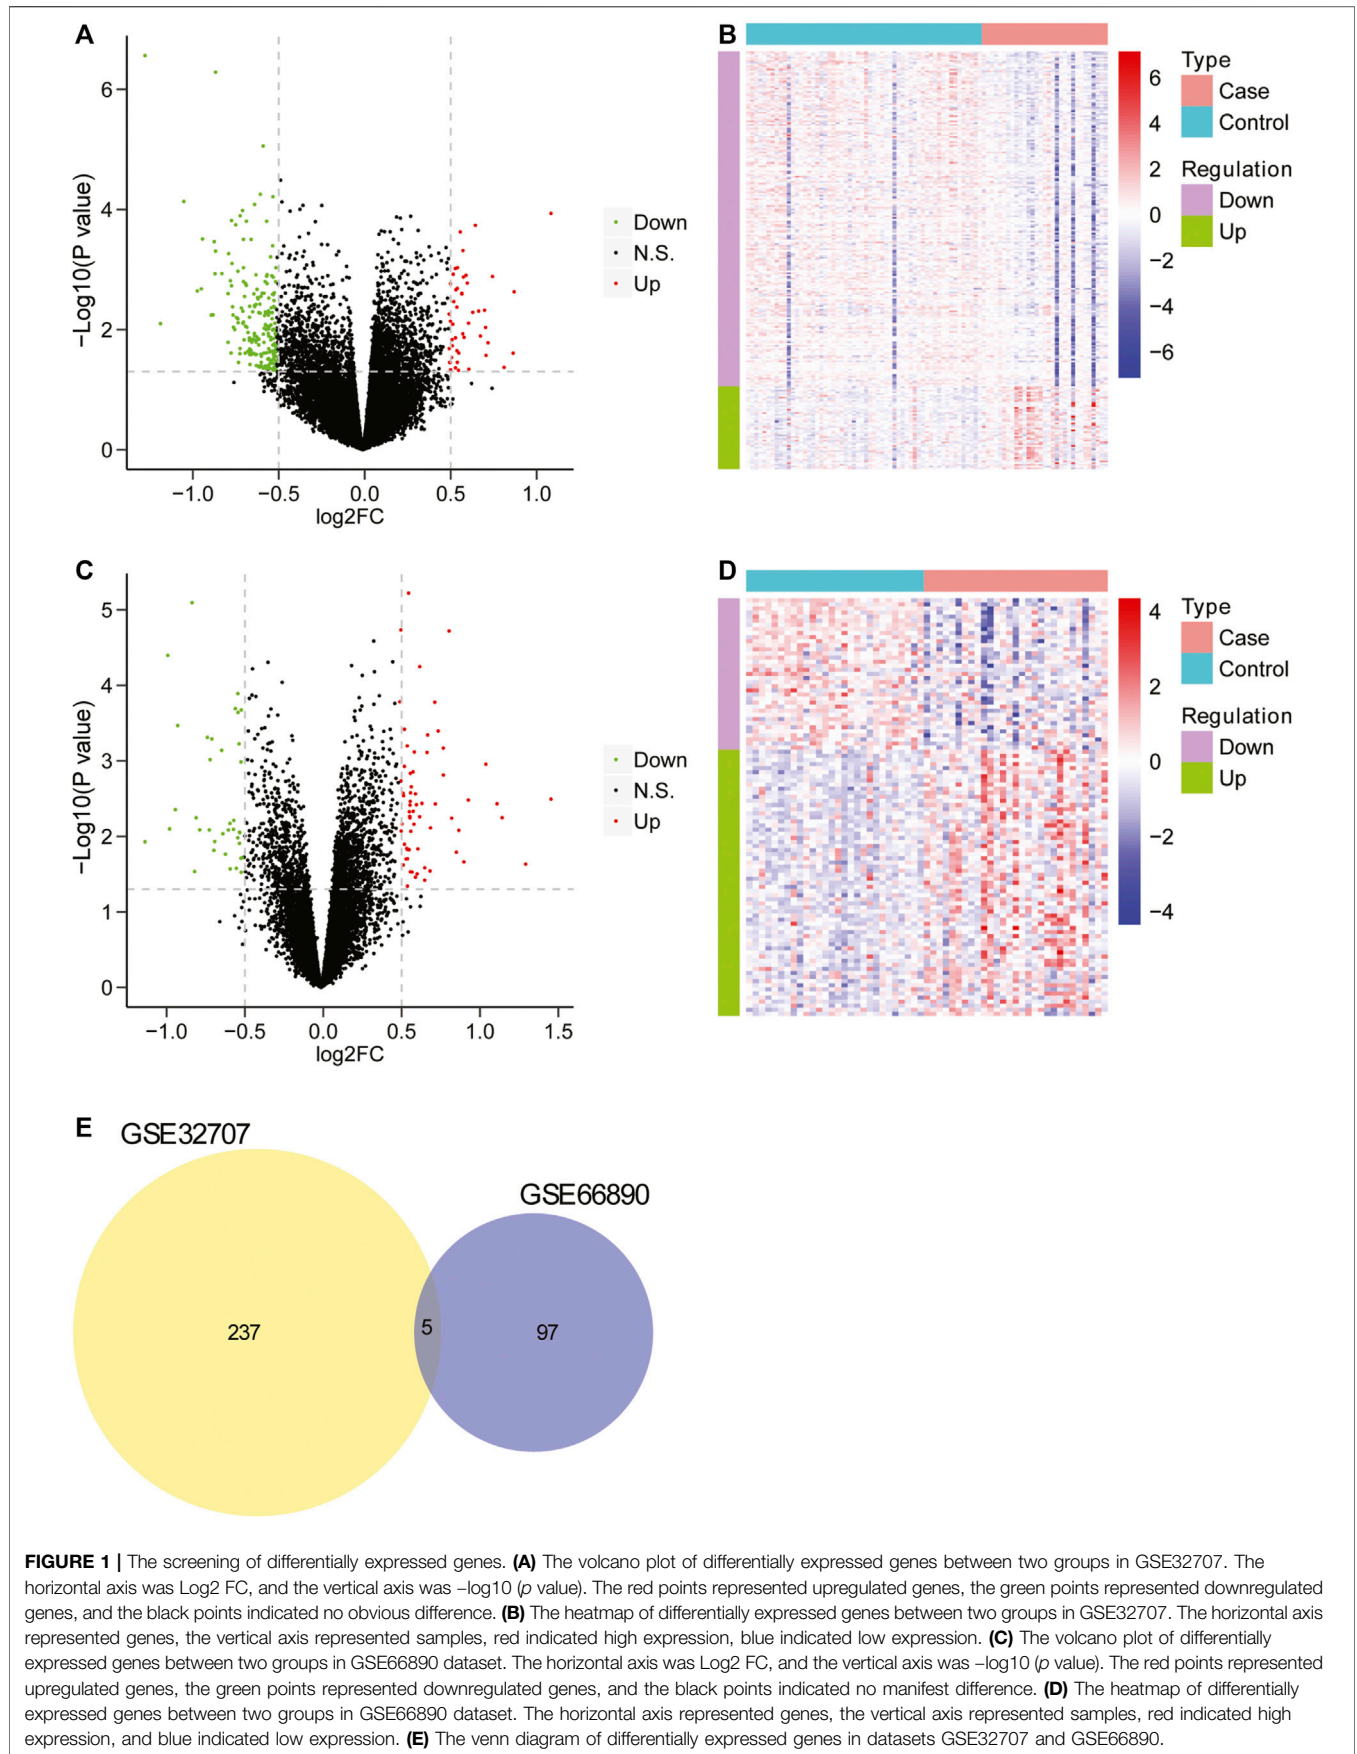 A
6
4
2
0
−Log10(P value)
−1.0 −0.5 0.0 0.5 1.0
log2FC
Down
N.S.
Up
B
6
4
2
0
−2
−4
−6
Type
Case
Control
Regulation
Down
Up
C
5
4
3
2
1
0
−Log10(P value)
−1.0 −0.5 0.0 0.5 1.0 1.5
log2FC
Down
N.S.
Up
D
4
2
0
−2
−4
Type
Case
Control
Regulation
Down
Up
E
GSE32707
GSE66890
237
5
97
FIGURE 1 | The screening of differentially expressed genes. (A) The volcano plot of differentially expressed genes between two groups in GSE32707. The
horizontal axis was Log2 FC, and the vertical axis was −log10 (p value). The red points represented upregulated genes, the green points represented downregulated
genes, and the black points indicated no obvious difference. (B) The heatmap of differentially expressed genes between two groups in GSE32707. The horizontal axis
represented genes, the vertical axis represented samples, red indicated high expression, blue indicated low expression. (C) The volcano plot of differentially
expressed genes between two groups in GSE66890 dataset. The horizontal axis was Log2 FC, and the vertical axis was −log10 (p value). The red points represented
upregulated genes, the green points represented downregulated genes, and the black points indicated no manifest difference. (D) The heatmap of differentially
expressed genes between two groups in GSE66890 dataset. The horizontal axis represented genes, the vertical axis represented samples, red indicated high
expression, and blue indicated low expression. (E) The venn diagram of differentially expressed genes in datasets GSE32707 and GSE66890.